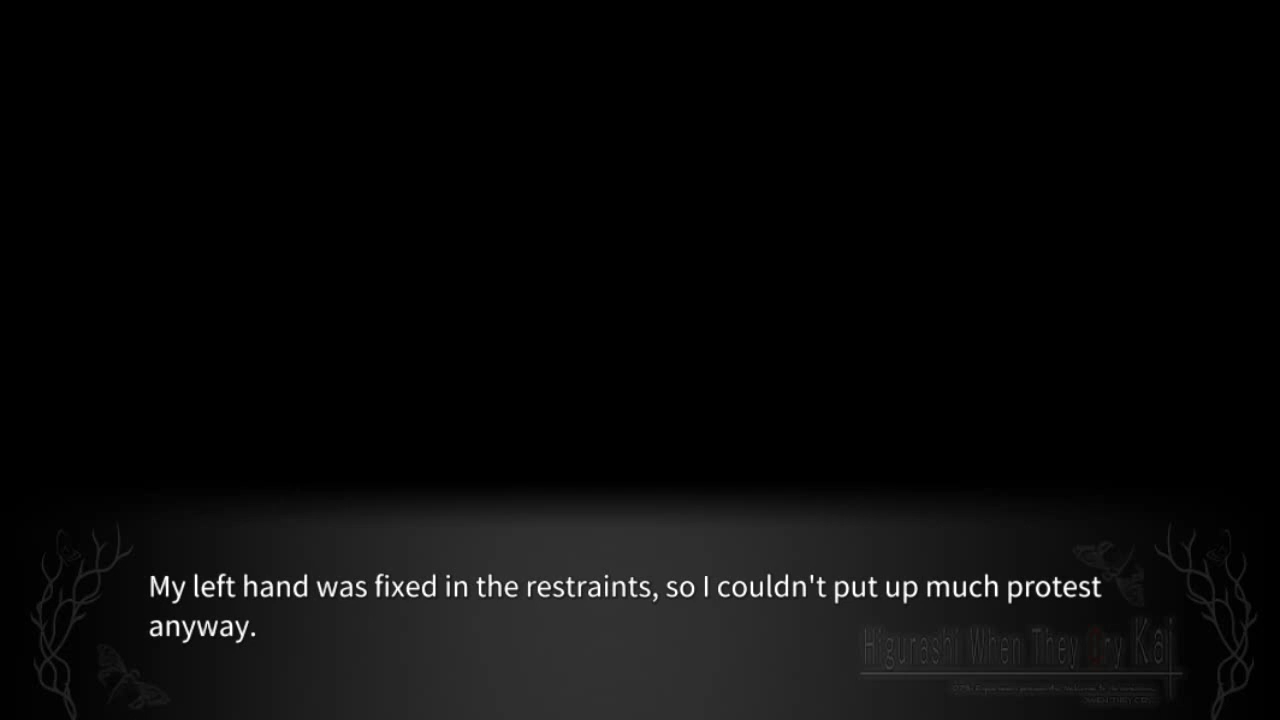 My left hand was fixed in the restraints, so I couldn't put up much protest
anyway.
Higurashi When They Cry Kai